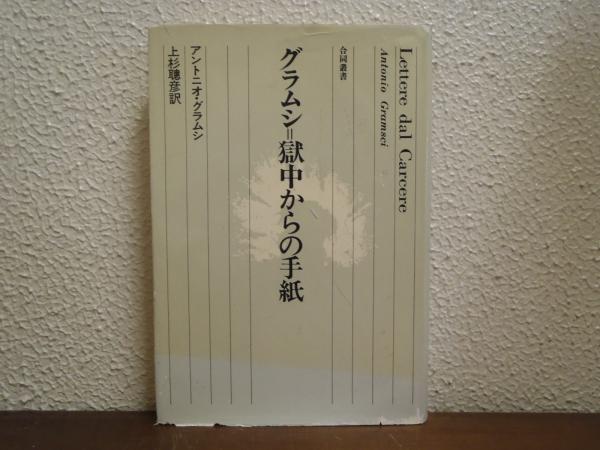 Lettere dal Carcere
Antonio Gramsci
合同叢書
グラムシ=獄中からの手紙
アントニオ・グラムシ
上杉聰彦訳